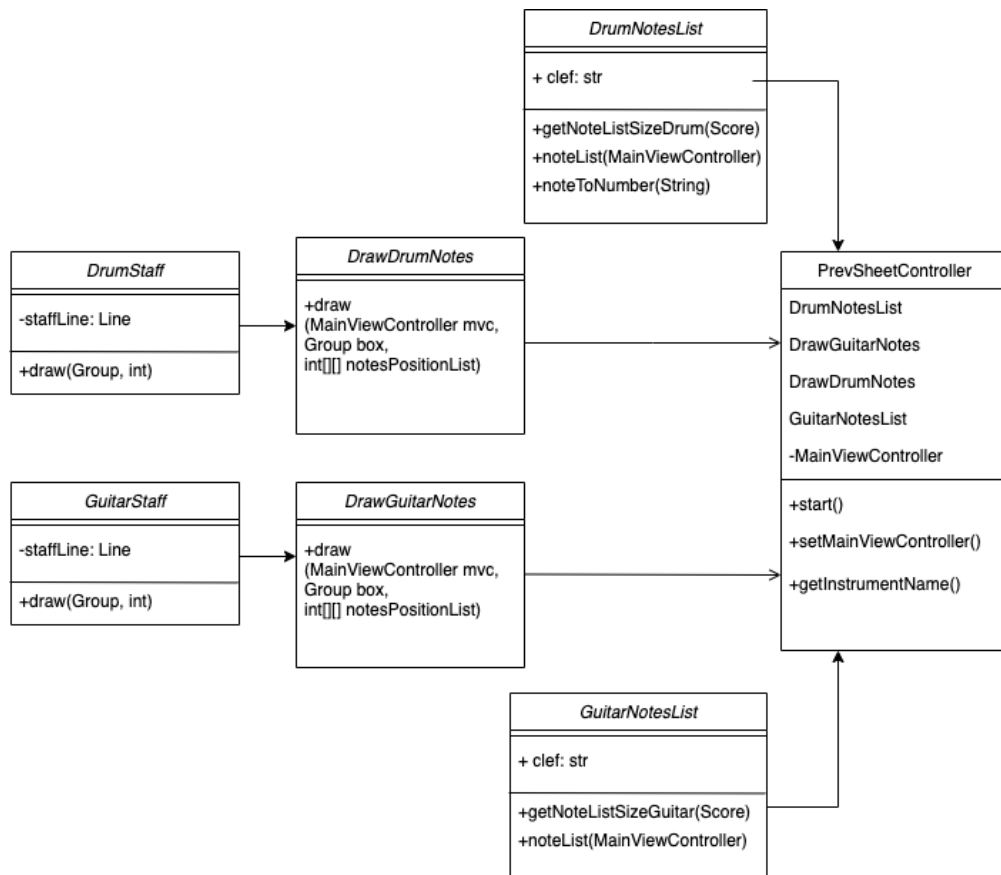 DrumNotesList
+ clef: str
+getNoteListSizeDrum(Score)
+noteList(MainViewController)
+noteToNumber(String)
DrumStaff
-staffLine: Line
+draw(Group, int)
DrawDrumNotes
+draw
(MainViewController mvc,
Group box,
int[][] notesPositionList)
PrevSheetController
DrumNotesList
DrawGuitarNotes
DrawDrumNotes
GuitarNotesList
-MainViewController
+start()
+setMainViewController()
+getInstrumentName()
GuitarStaff
-staffLine: Line
+draw(Group, int)
DrawGuitarNotes
+draw
(MainViewController mvc,
Group box,
int[][] notesPositionList)
GuitarNotesList
+ clef: str
+getNoteListSizeGuitar(Score)
+noteList(MainViewController)